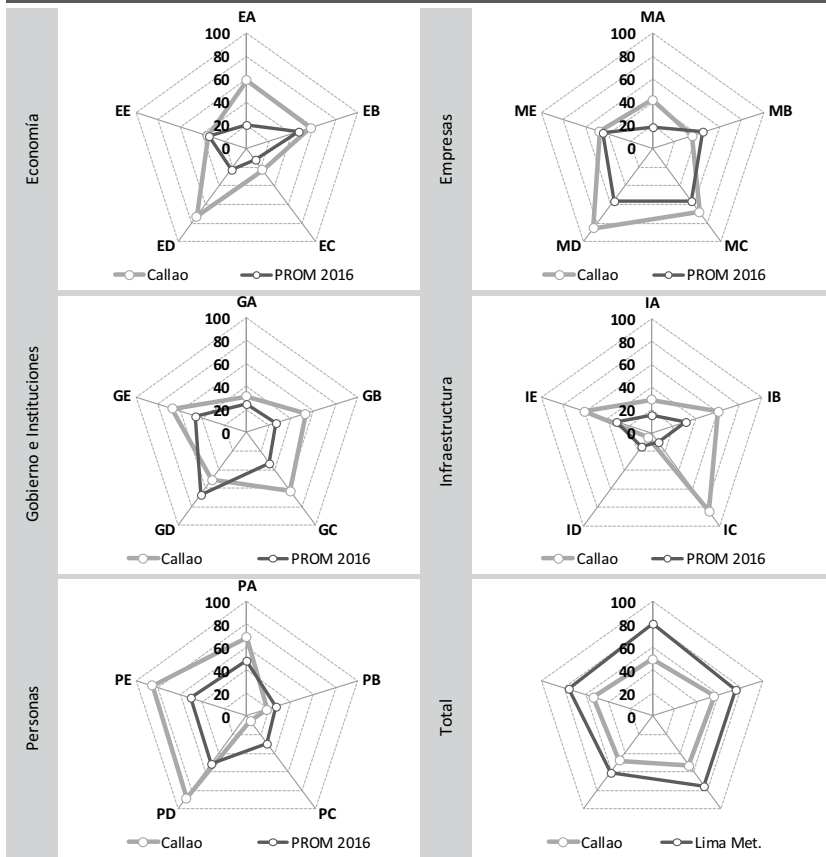 Economía
EA
100
80
60
40
20
0
EB
EC
ED
EE
Callao PROM 2016
Empresas
MA
100
80
60
40
20
0
MB
MC
MD
ME
Callao PROM 2016
Gobierno e Instituciones
GA
100
80
60
40
20
0
GB
GC
GD
GE
Callao PROM 2016
Infraestructura
IA
100
80
60
40
20
0
IB
IC
ID
IE
Callao PROM 2016
Personas
PA
100
80
60
40
20
0
PB
PC
PD
PE
Callao PROM 2016
Total
100
80
60
40
20
0
Callao Lima Met.